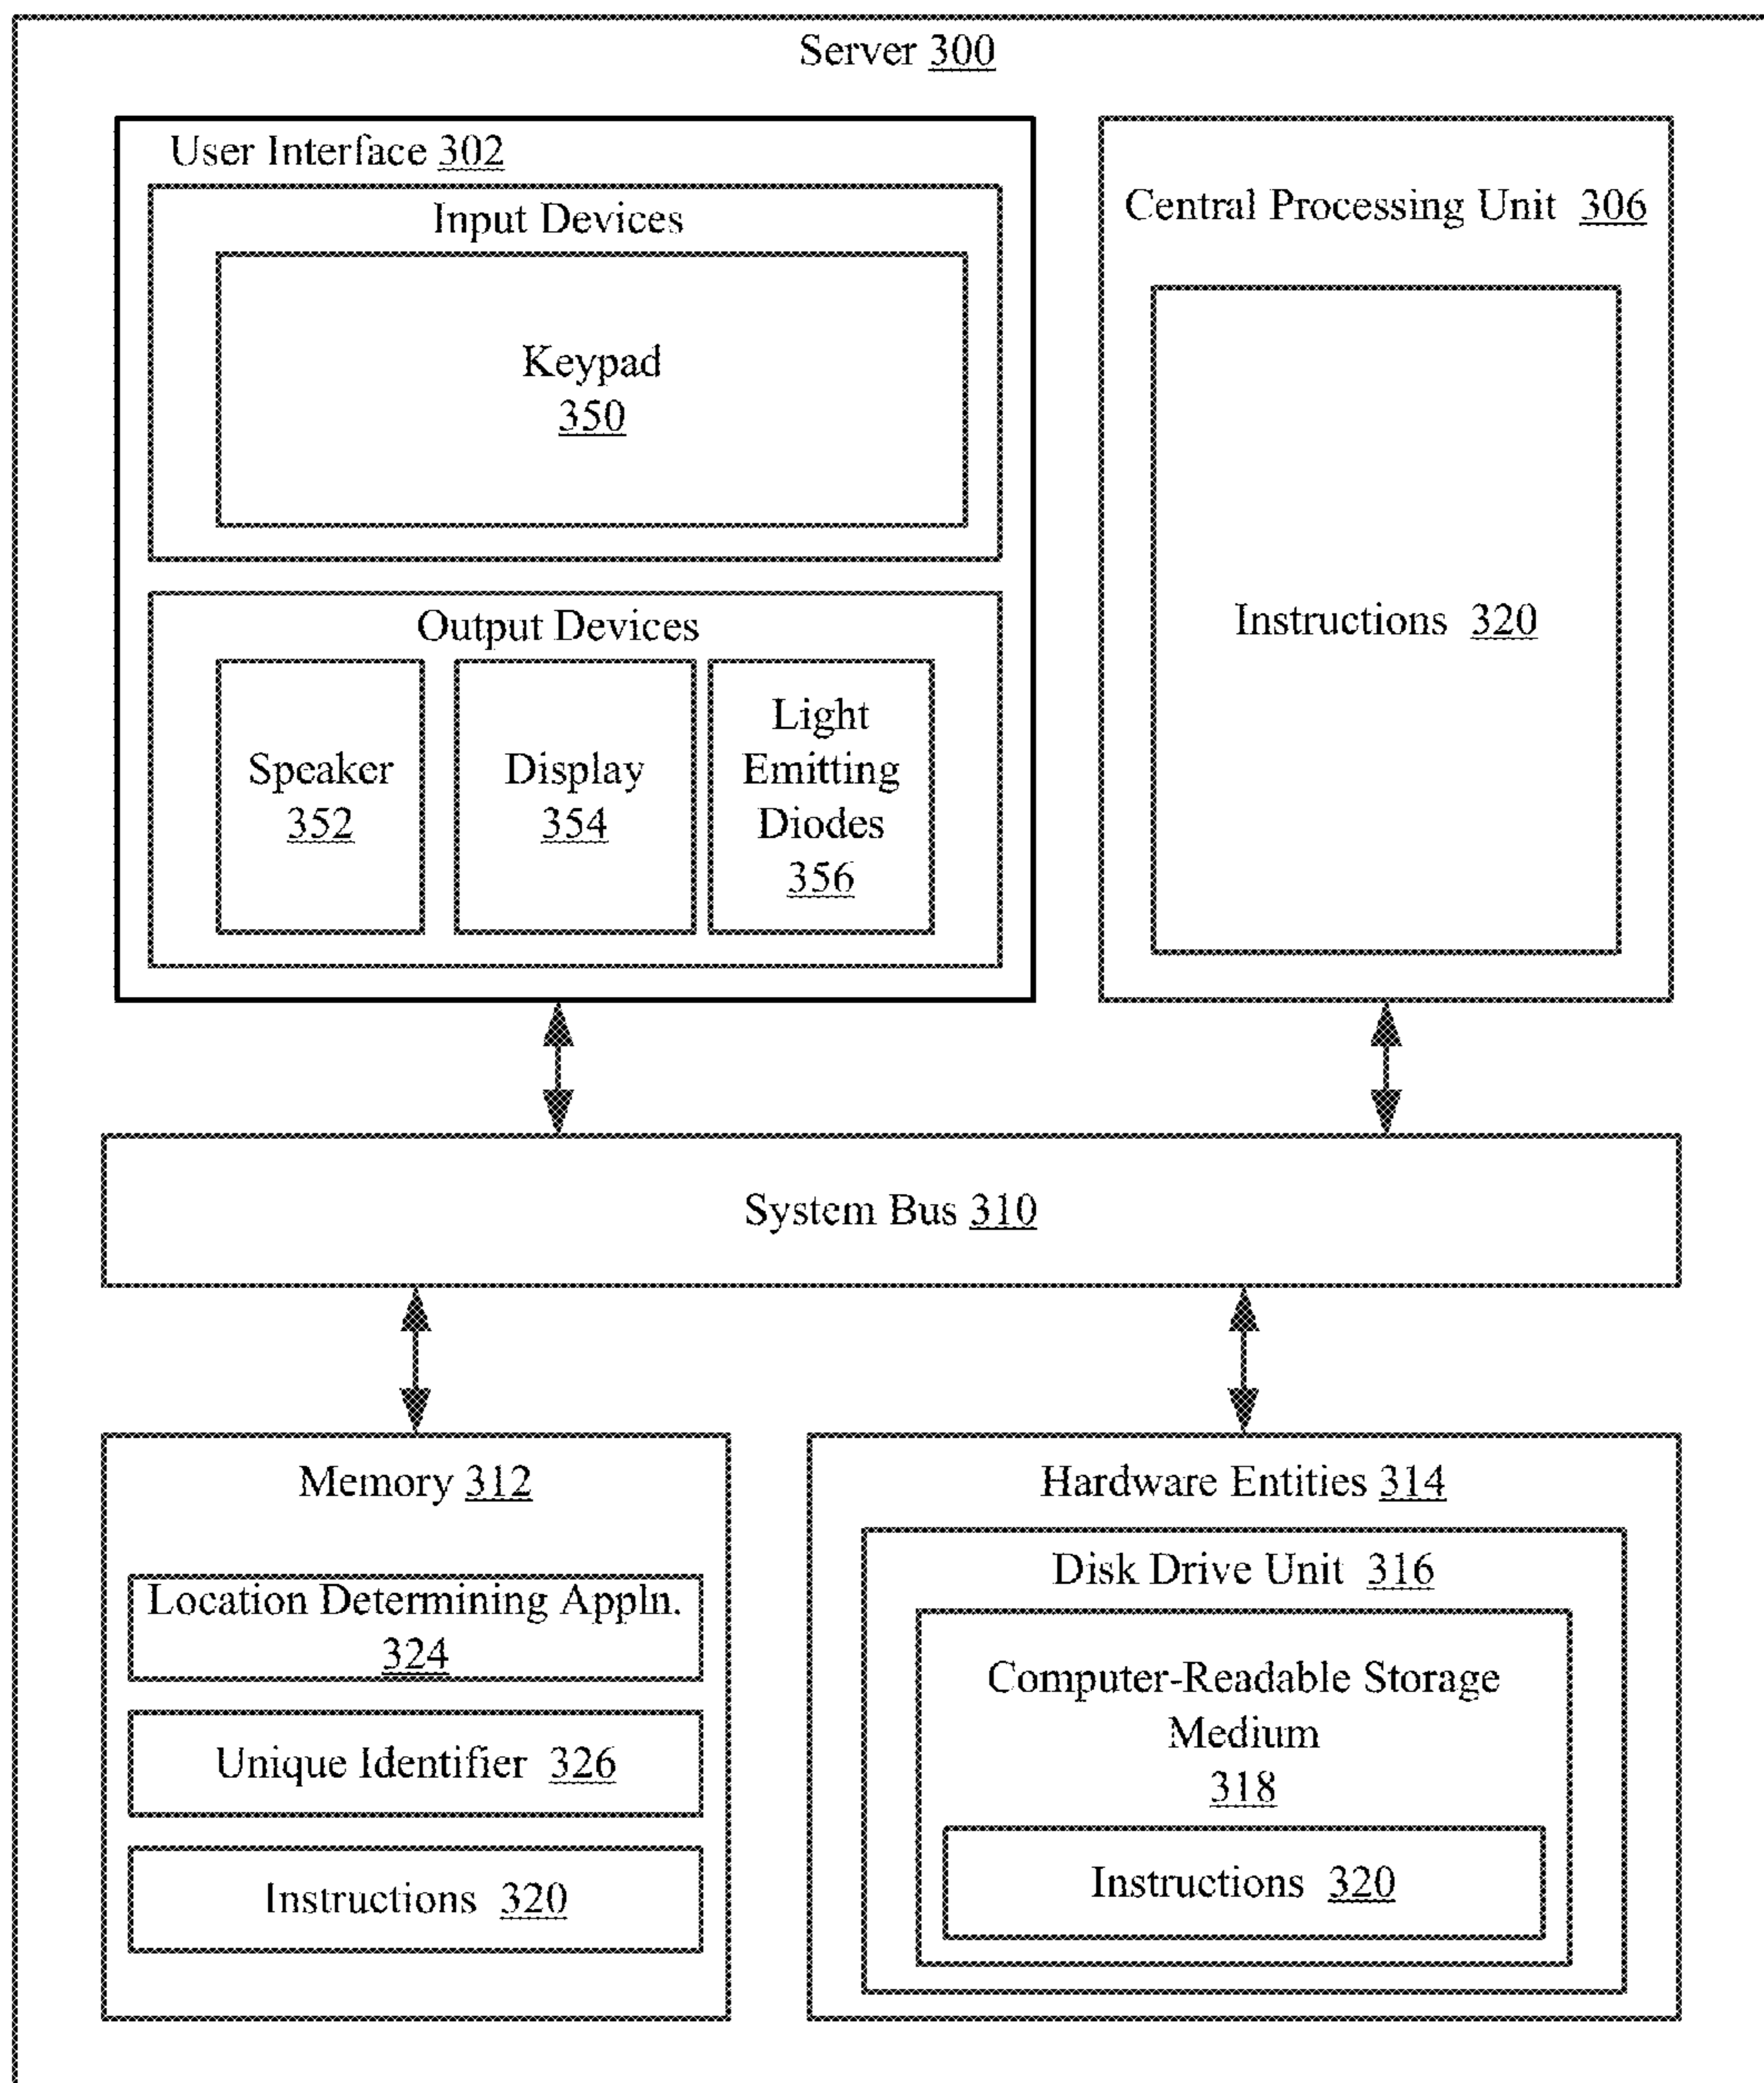 Server 300
User Interface 302
Input Devices
Keypad
350
Output Devices
Speaker
352
Display
354
Light
Emitting
Diodes
356
Central Processing Unit 306
Instructions 320
System Bus 310
Memory 312
Location Determining Appln.
324
Unique Identifier 326
Instructions 320
Hardware Entities 314
Disk Drive Unit 316
Computer-Readable Storage
Medium
318
Instructions 320